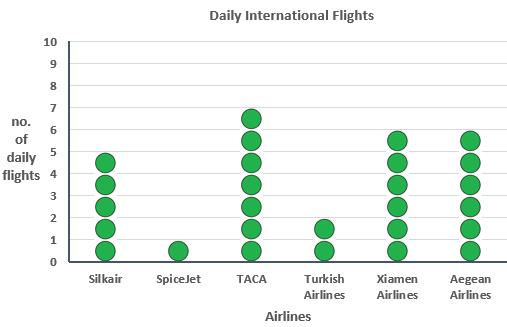 Daily International Flights
10
9
8
7
6
5
4
3
2
1
0
no.
of
daily
flights
Silkair
SpiceJet
TACA
Turkish
Airlines
Xiamen
Airlines
Aegean
Airlines
Airlines